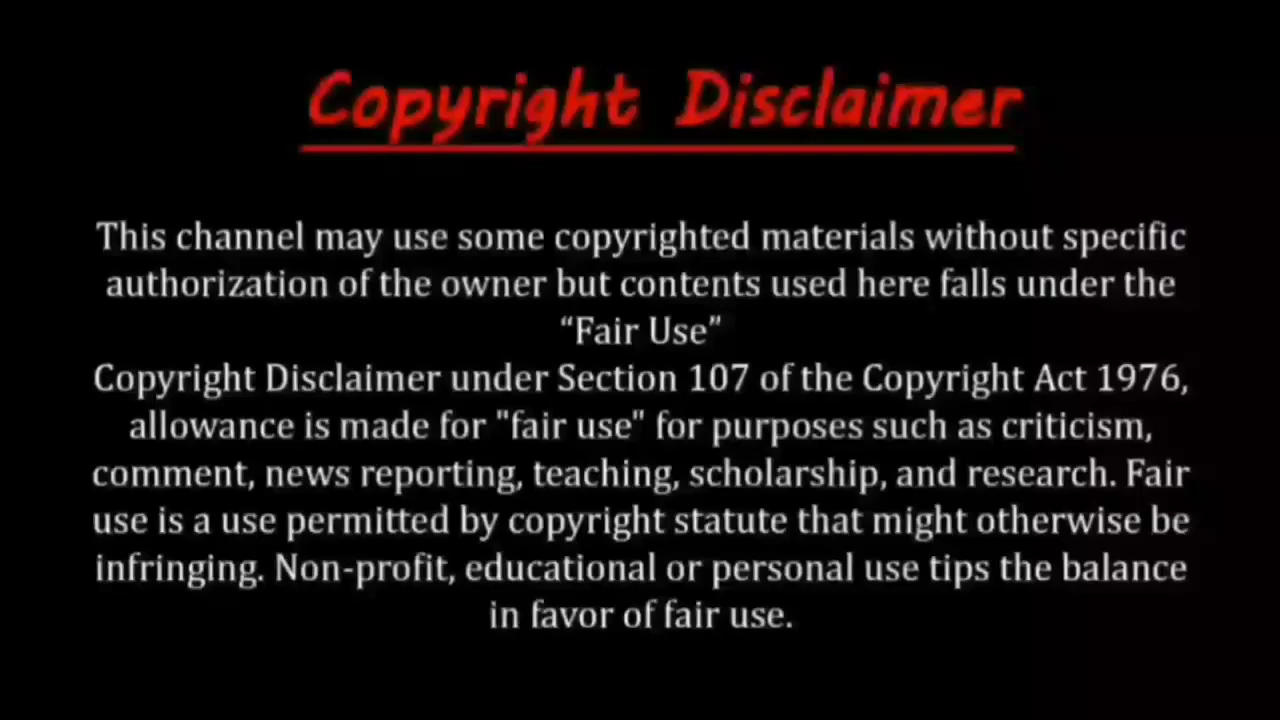 Copyright Disclaimer
This channel may use some copyrighted materials without specific
authorization of the owner but contents used here falls under the
“Fair Use”
Copyright Disclaimer under Section 107 of the Copyright Act 1976,
allowance is made for "fair use" for purposes such as criticism,
comment, news reporting, teaching, scholarship, and research. Fair
use is a use permitted by copyright statute that might otherwise be
infringing. Non-profit, educational or personal use tips the balance
in favor of fair use.